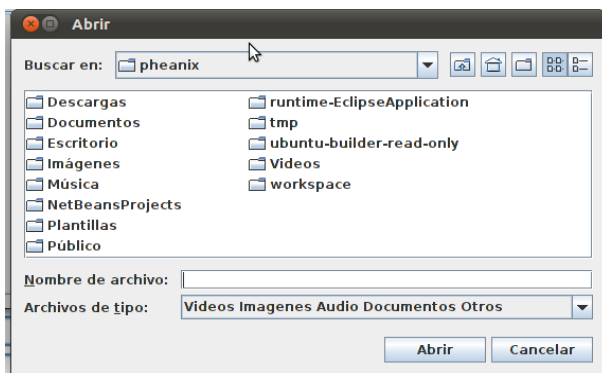 Abrir
Buscar en: pheanix
Descargas
Documentos
Escritorio
Imágenes
Música
NetBeansProjects
Plantillas
Público
runtime-EclipseApplication
tmp
ubuntu-builder-read-only
Videos
workspace
Nombre de archivo:
Archivos de tipo: Videos Imagenes Audio Documentos Otros
Abrir Cancelar